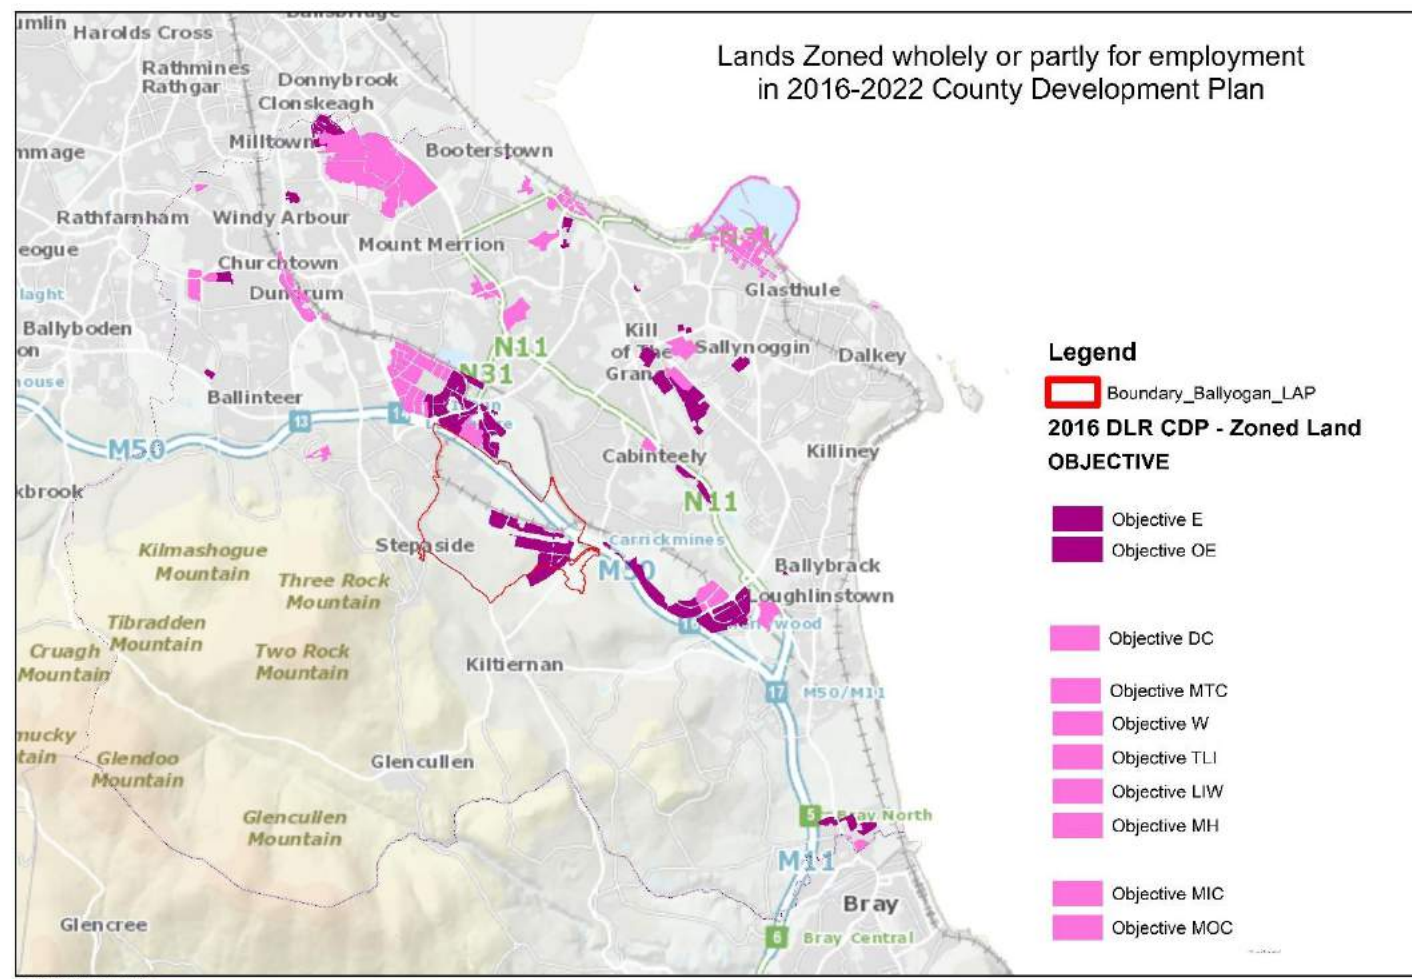 Lands Zoned wholely or partly for employment
in 2016-2022 County Development Plan
Harolds Cross
Rathmines
Rathgar
Donnybrook
Clonskeagh
Milltown
Booterstown
Rathfarnham
Windy Arbour
Mount Merrion
Churchtown
Dundrum
Ballyboden
Glasthule
N11
N31
Kill
of The
Grange
Sallynoggin
Dalkey
Ballinteer
13
M50
Cabinteely
Killiney
N11
Stepaside
Carrickmines
M50
Ballybrack
Loughlinstown
Kilmashogue
Mountain
Three Rock
Mountain
Tibradden
Mountain
Cruagh
Mountain
Two Rock
Mountain
Kiltiernan
17
M50/M11
Glendoo
Mountain
Glencullen
Glencullen
Mountain
5
Bray North
M11
Bray
6
Bray Central
Glencree
Legend
Boundary_Ballyogan_LAP
2016 DLR CDP - Zoned Land
OBJECTIVE
Objective E
Objective OE
Objective DC
Objective MTC
Objective W
Objective TLI
Objective LIW
Objective MH
Objective MIC
Objective MOC